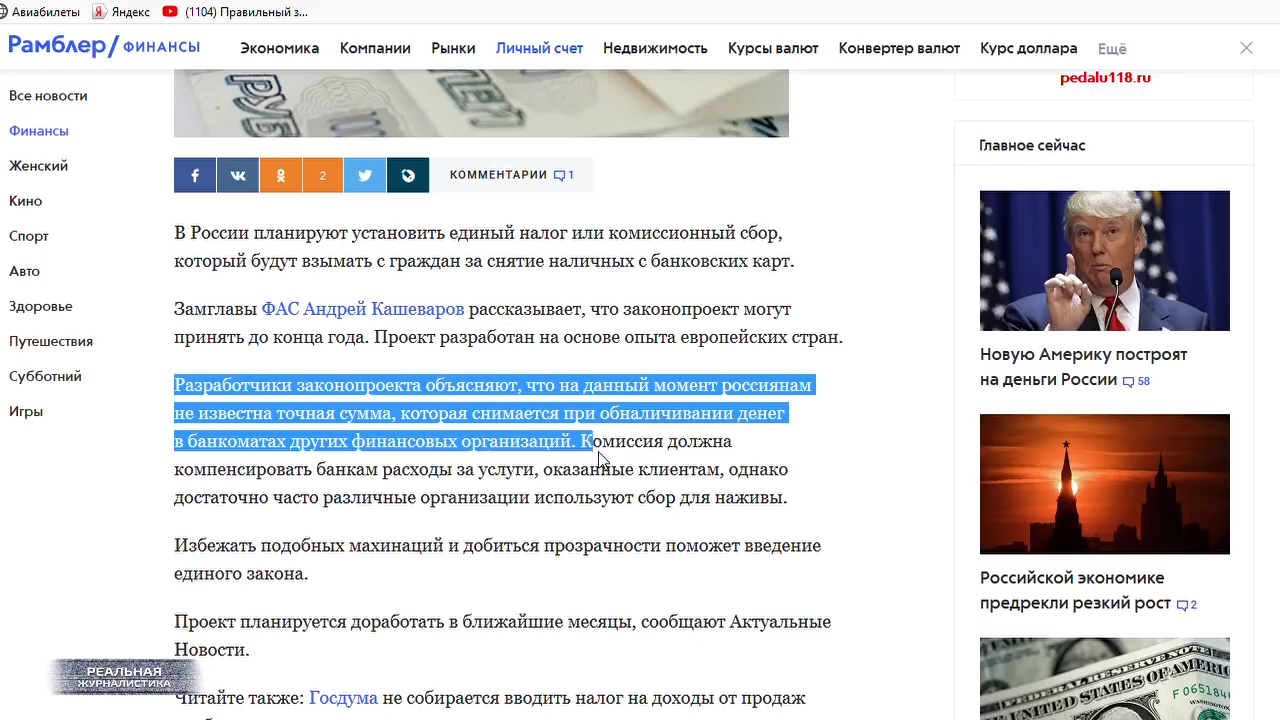 Авиабилеты Яндекс (1104) Правильный з...
Рамблер/ ФИНАНСЫ
Экономика Компании Рынки Личный счет Недвижимость Курсы валют Конвертер валют Курс доллара Ещё
Все новости
Финансы
Женский
Кино
Спорт
Авто
Здоровье
Путешествия
Субботний
Игры
2
КОММЕНТАРИИ 1
В России планируют установить единый налог или комиссионный сбор,
который будут взымать с граждан за снятие наличных с банковских карт.
Замглавы ФАС Андрей Кашеваров рассказывает, что законопроект могут
принять до конца года. Проект разработан на основе опыта европейских стран.
Разработчики законопроекта объясняют, что на данный момент россиянам
не известна точная сумма, которая снимается при обналичивании денег
в банкоматах других финансовых организаций. Комиссия должна
компенсировать банкам расходы за услуги, оказанные клиентам, однако
достаточно часто различные организации используют сбор для наживы.
Избежать подобных махинаций и добиться прозрачности поможет введение
единого закона.
Проект планируется доработать в ближайшие месяцы, сообщают Актуальные
Новости.
Читайте также: Госдума не собирается вводить налог на доходы от продаж
pedalu118.ru
Главное сейчас
Новую Америку построят
на деньги России 58
Российской экономике
предрекли резкий рост 2
FEDERAL RESERVE NOTE
UNITED STATES OF AMERICA
РЕАЛЬНАЯ
ЖУРНАЛИСТИКА